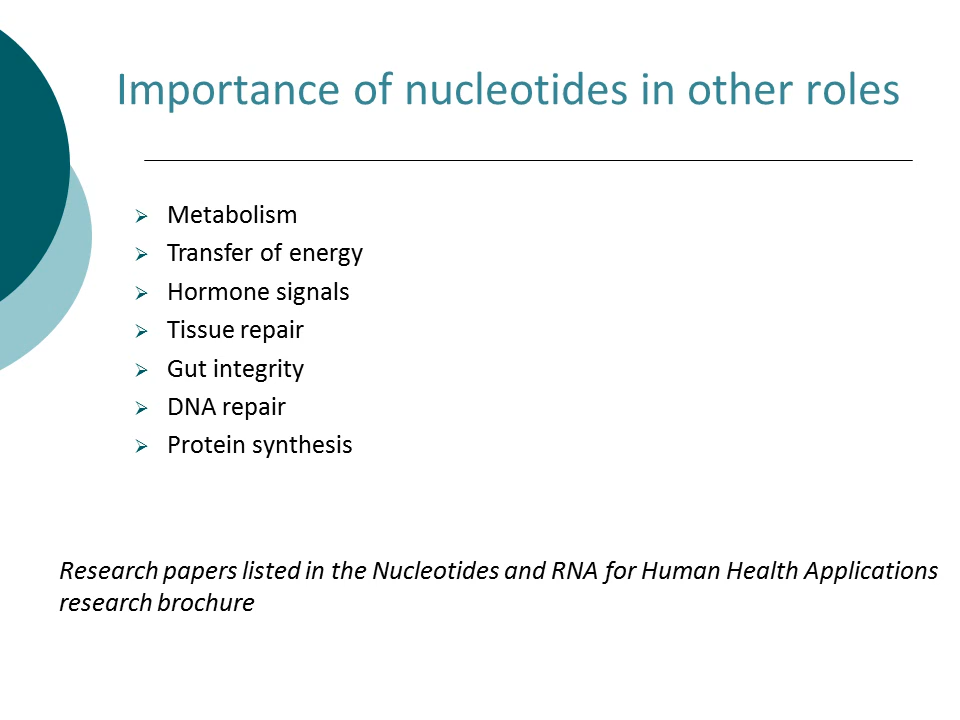 Importance of nucleotides in other roles
Metabolism
Transfer of energy
Hormone signals
Tissue repair
Gut integrity
DNA repair
Protein synthesis
Research papers listed in the Nucleotides and RNA for Human Health Applications
research brochure